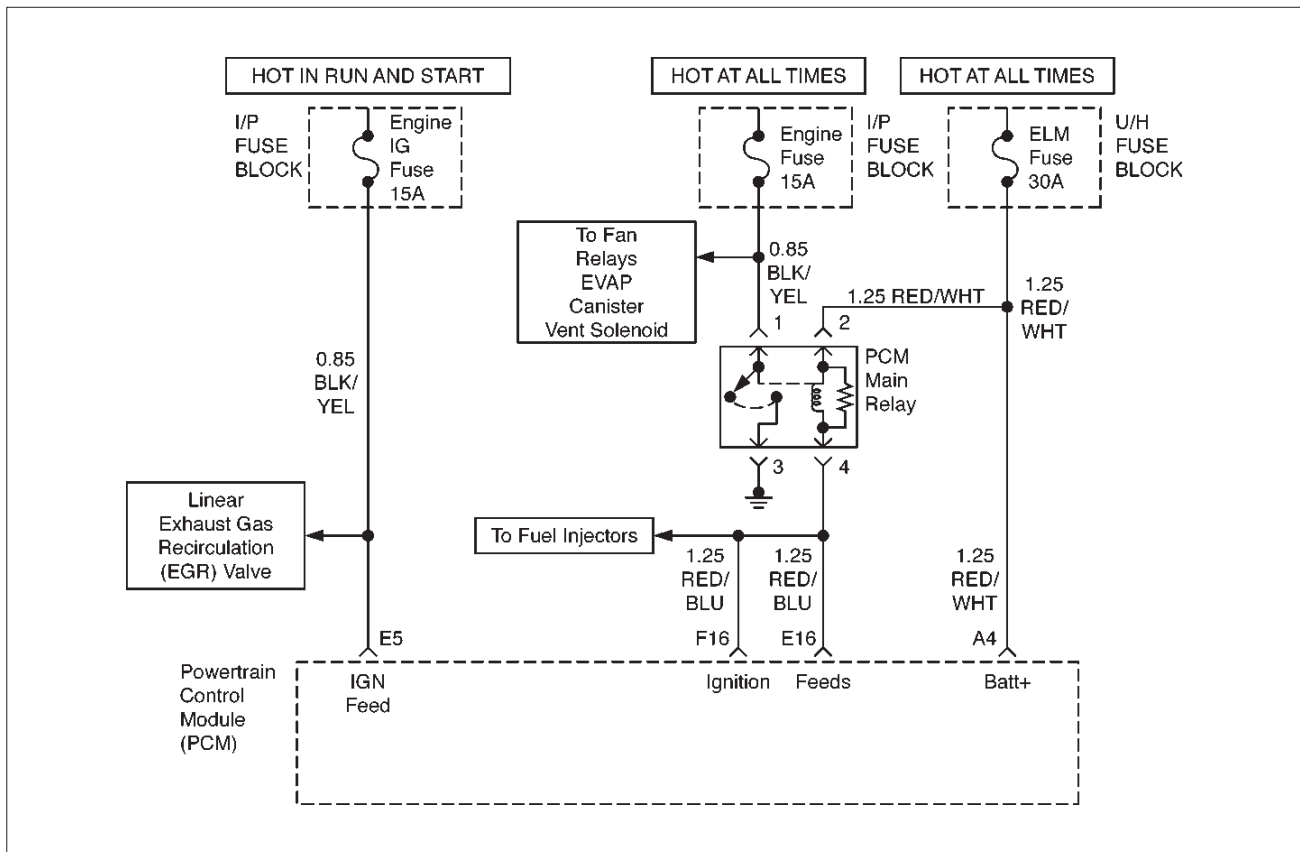 HOT IN RUN AND START
HOT AT ALL TIMES
HOT AT ALL TIMES
I/P
FUSE
BLOCK
Engine
IG
Fuse
15A
Engine
Fuse
15A
I/P
FUSE
BLOCK
ELM
Fuse
30A
U/H
FUSE
BLOCK
To Fan
Relays
EVAP
Canister
Vent Solenoid
0.85
BLK/
YEL
1.25 RED/WHT
1.25
RED/
WHT
1
2
PCM
Main
Relay
0.85
BLK/
YEL
3
4
Linear
Exhaust Gas
Recirculation
(EGR) Valve
To Fuel Injectors
1.25
RED/
BLU
1.25
RED/
BLU
1.25
RED/
WHT
E5
F16
E16
A4
Powertrain
Control
Module
(PCM)
IGN
Feed
Ignition
Feeds
Batt+